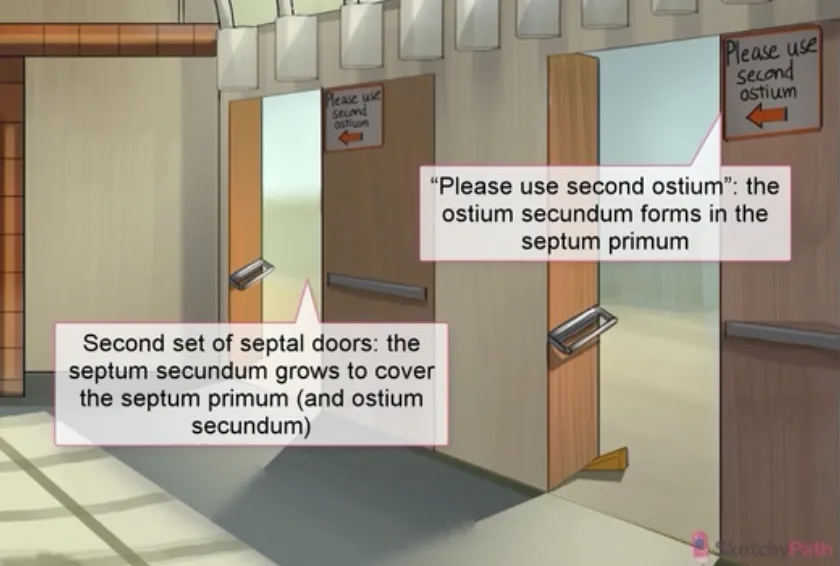 Please use
second
ostium
Please use
second
ostium
“Please use second ostium”: the
ostium secundum forms in the
septum primum
Second set of septal doors: the
septum secundum grows to cover
the septum primum (and ostium
secundum)
SketchyPath